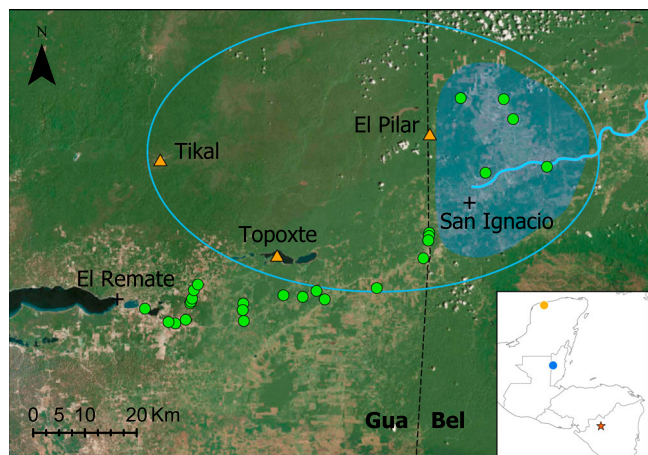 N
El Pilar
Tikal
San Ignacio
Topoxte
El Remate
0 5 10 20 Km
Gua Bel